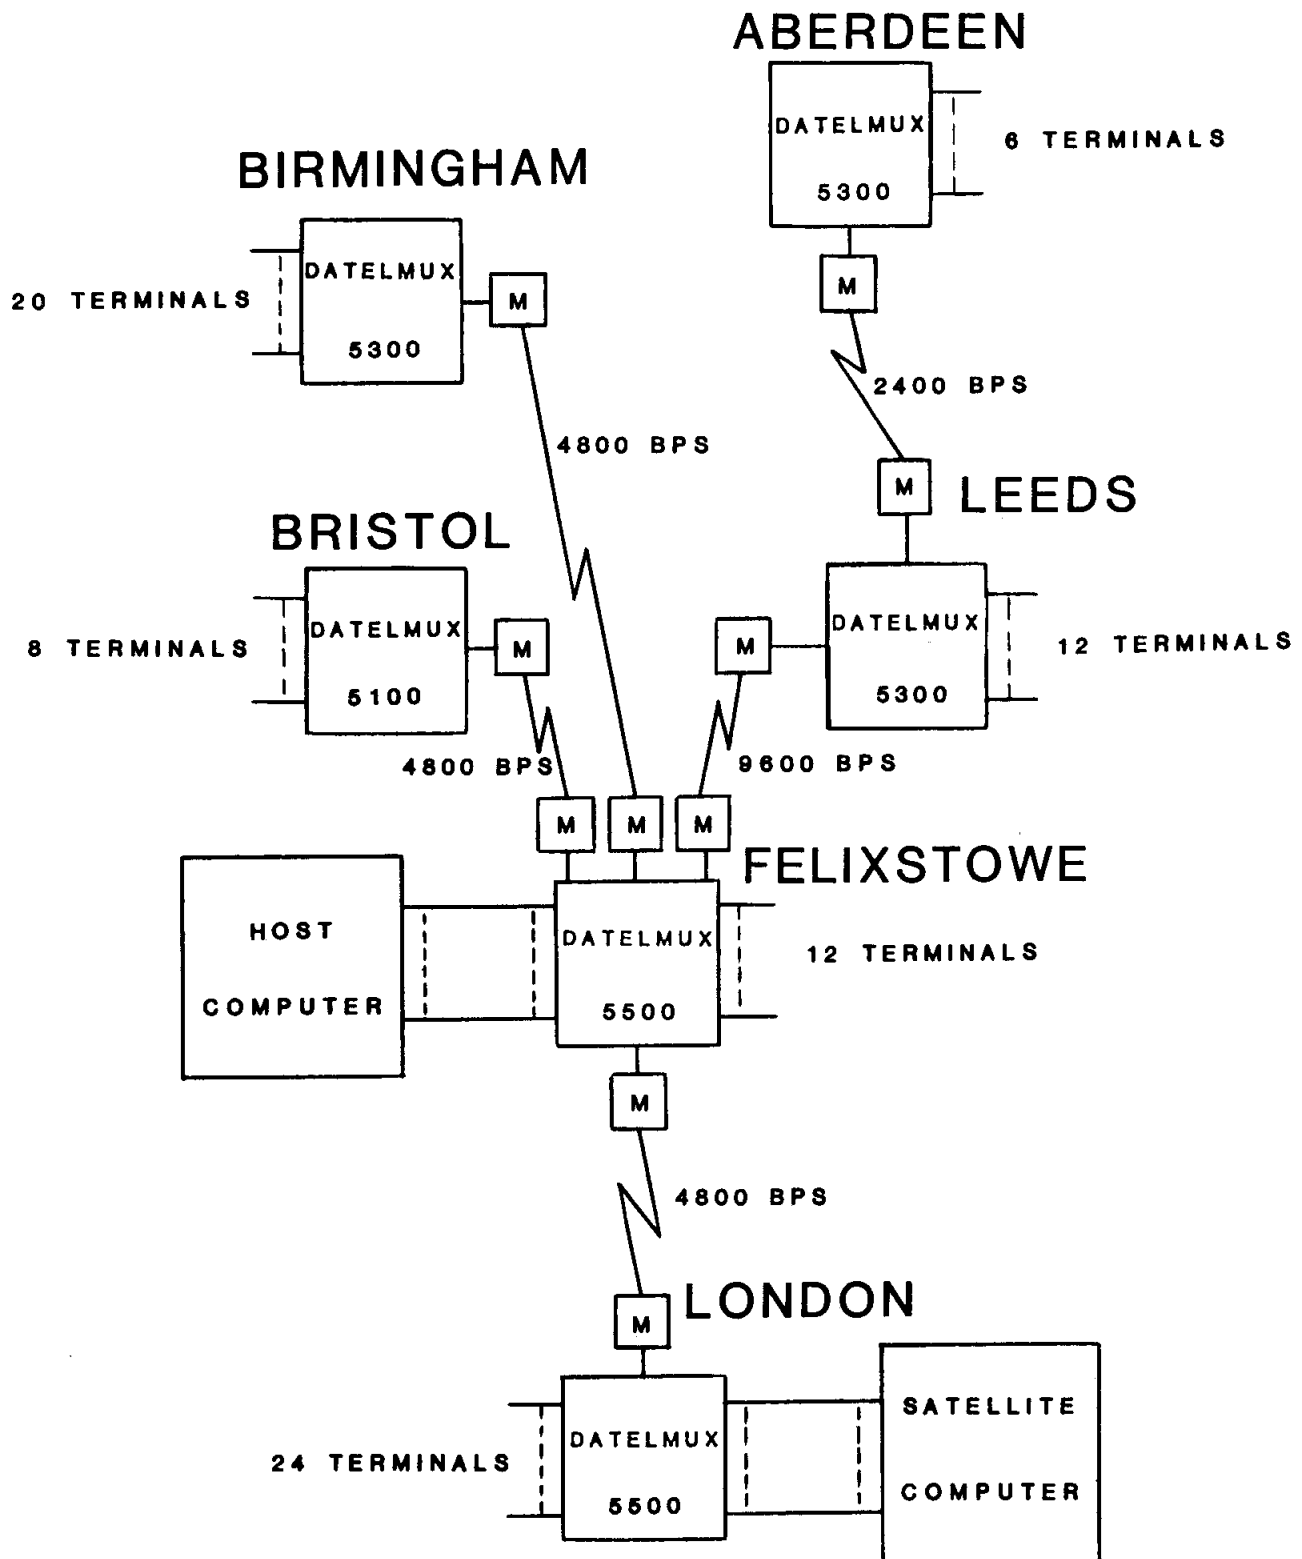 ABERDEEN
DATELMUX
5300
6 TERMINALS
M
2400 BPS
BIRMINGHAM
DATELMUX
5300
20 TERMINALS
M
4800 BPS
M
LEEDS
DATELMUX
5300
12 TERMINALS
M
9600 BPS
BRISTOL
DATELMUX
5100
8 TERMINALS
M
4800 BPS
M
M
M
FELIXSTOWE
HOST
COMPUTER
DATELMUX
5500
12 TERMINALS
M
4800 BPS
M
LONDON
24 TERMINALS
DATELMUX
5500
SATELLITE
COMPUTER